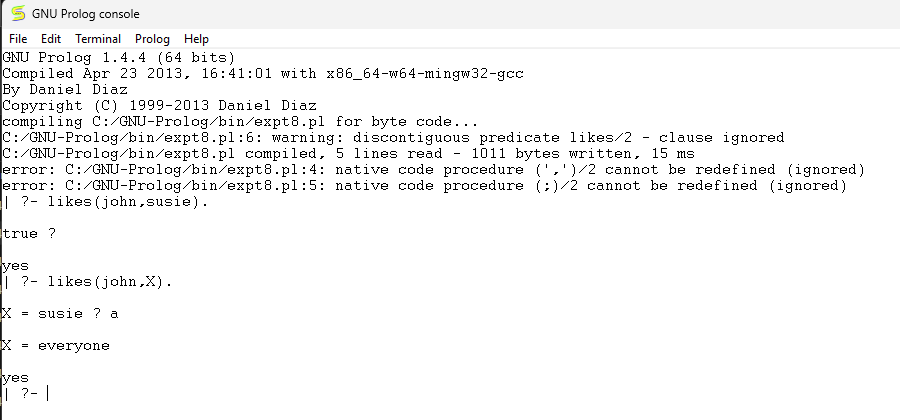 GNU Prolog console
File Edit Terminal Prolog Help
GNU Prolog 1.4.4 (64 bits)
Compiled Apr 23 2013, 16:41:01 with x86_64-w64-mingw32-gcc
By Daniel Diaz
Copyright (C) 1999-2013 Daniel Diaz
compiling C:/GNU-Prolog/bin/expt8.pl for byte code...
C:/GNU-Prolog/bin/expt8.pl:6: warning: discontiguous predicate likes/2 - clause ignored
C:/GNU-Prolog/bin/expt8.pl compiled, 5 lines read - 1011 bytes written, 15 ms
error: C:/GNU-Prolog/bin/expt8.pl:4: native code procedure (',')/2 cannot be redefined (ignored)
error: C:/GNU-Prolog/bin/expt8.pl:5: native code procedure (;)/2 cannot be redefined (ignored)
| ?- likes(john,susie).
true ?
yes
| ?- likes(john,X).
X = susie ? a
X = everyone
yes
| ?-